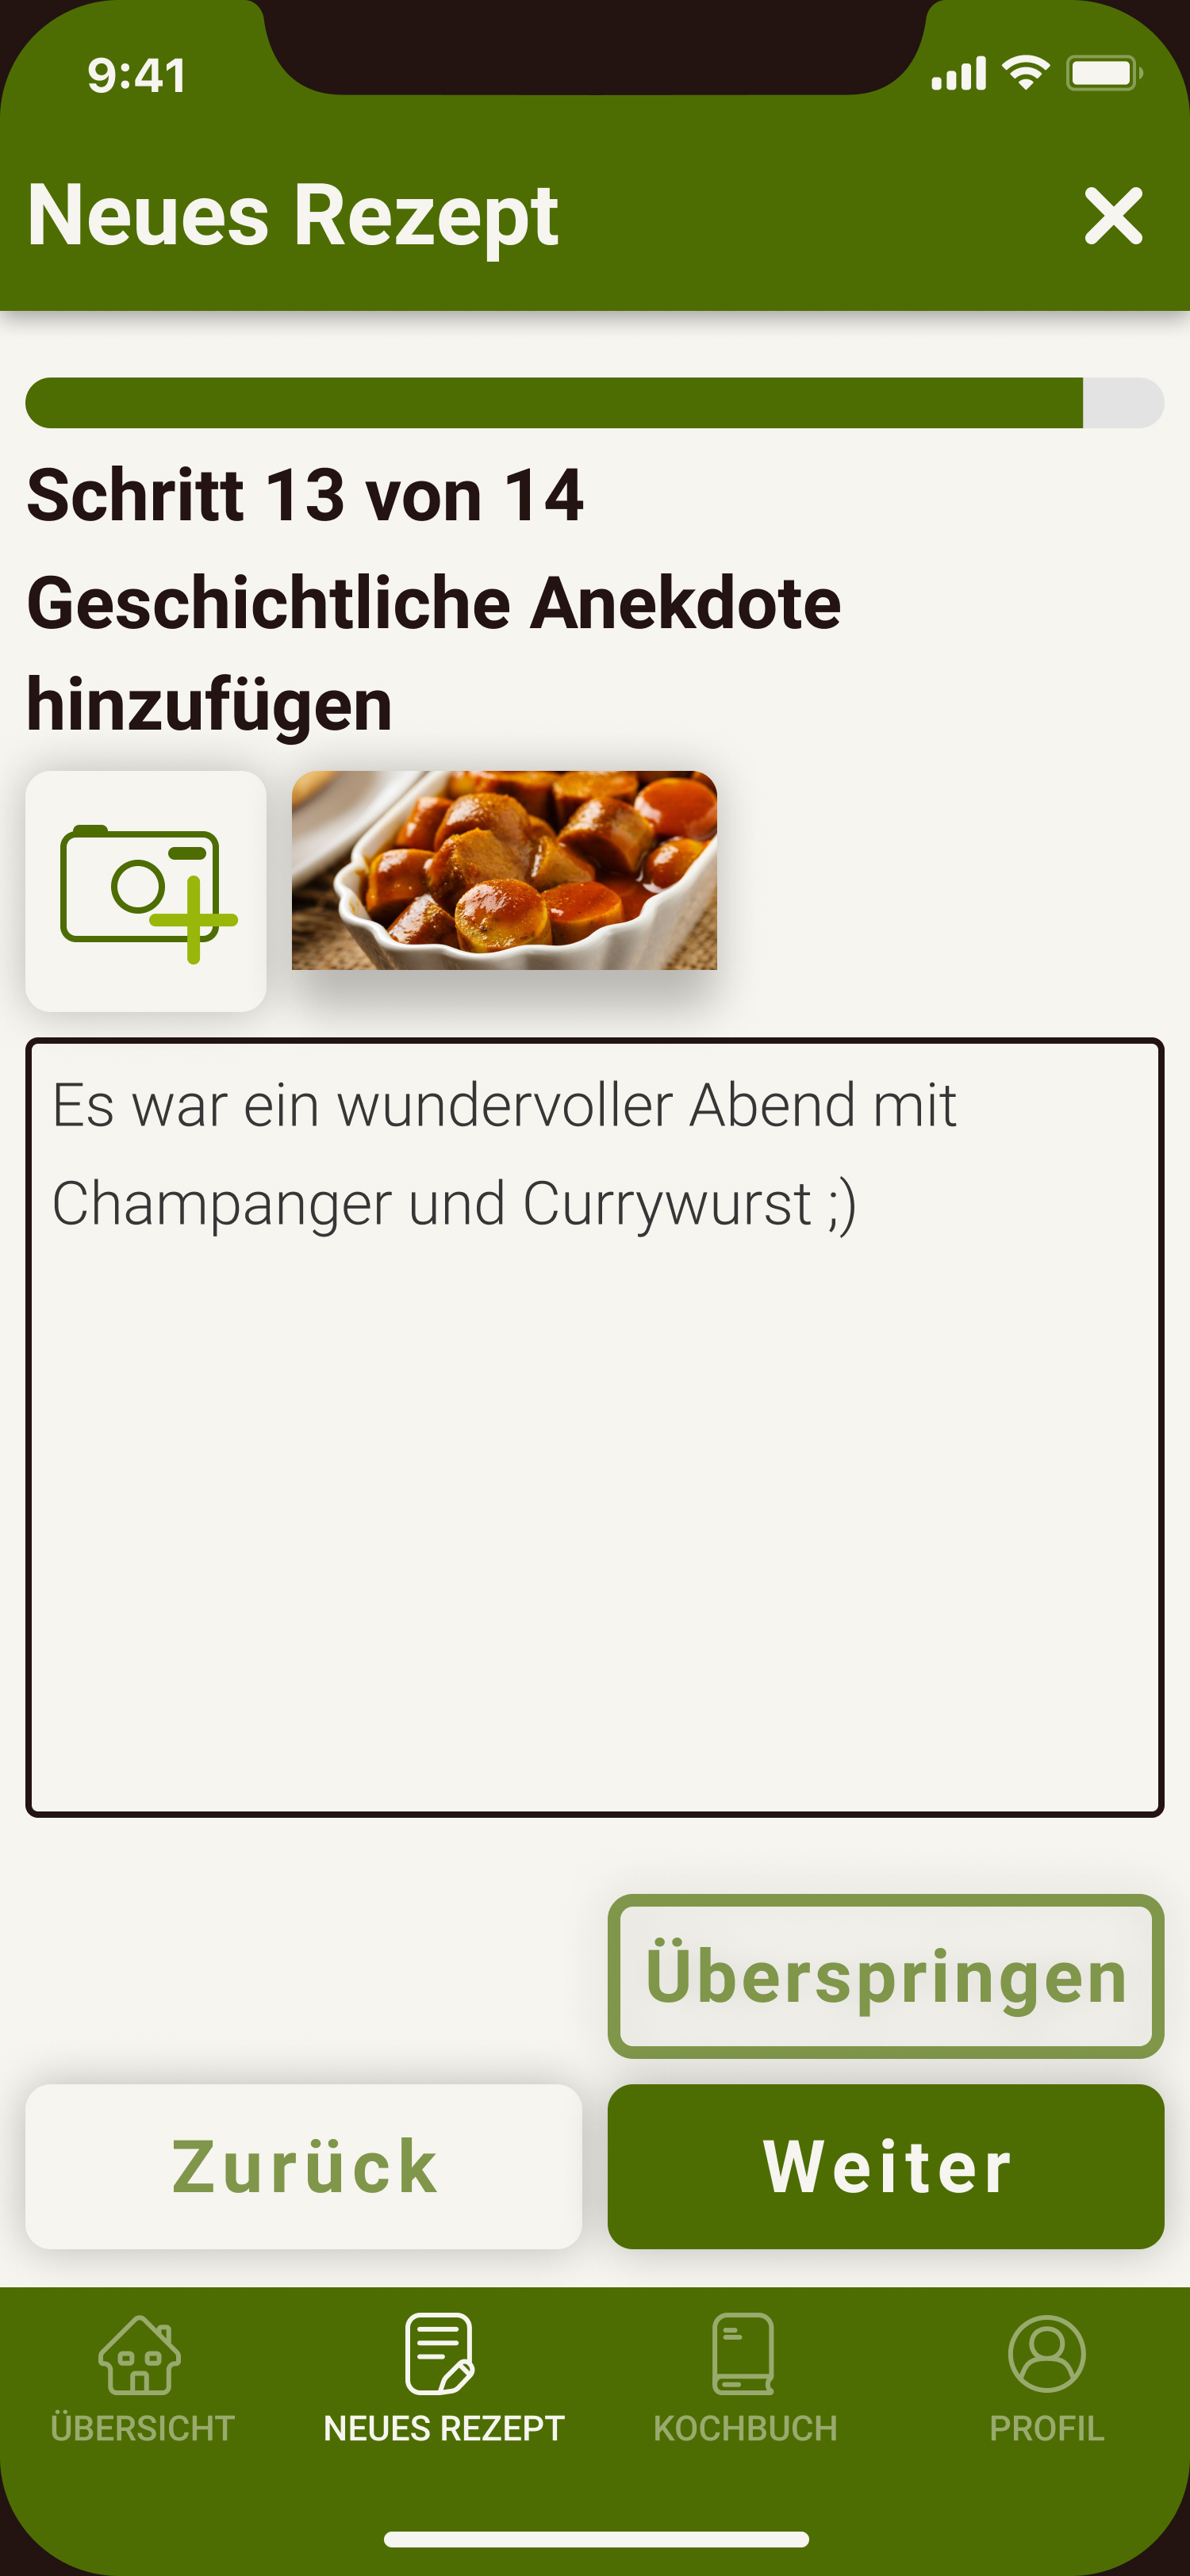 9:41
Neues Rezept
Schritt 13 von 14
Geschichtliche Anekdote
hinzufügen
Es war ein wundervoller Abend mit
Champanger und Currywurst ;)
Überspringen
Zurück
Weiter
ÜBERSICHT
NEUES REZEPT
KOCHBUCH
PROFIL